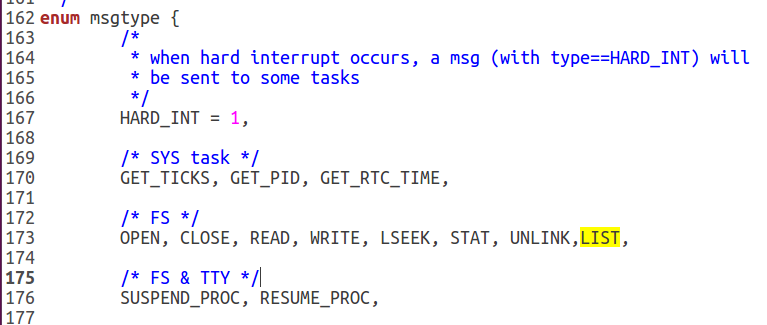 161 */
162 enum msgtype {
163 /*
164 * when hard interrupt occurs, a msg (with type==HARD_INT) will
165 * be sent to some tasks
166 */
167 HARD_INT = 1,
168
169 /* SYS task */
170 GET_TICKS, GET_PID, GET_RTC_TIME,
171
172 /* FS */
173 OPEN, CLOSE, READ, WRITE, LSEEK, STAT, UNLINK,LIST,
174
175 /* FS & TTY */
176 SUSPEND_PROC, RESUME_PROC,
177